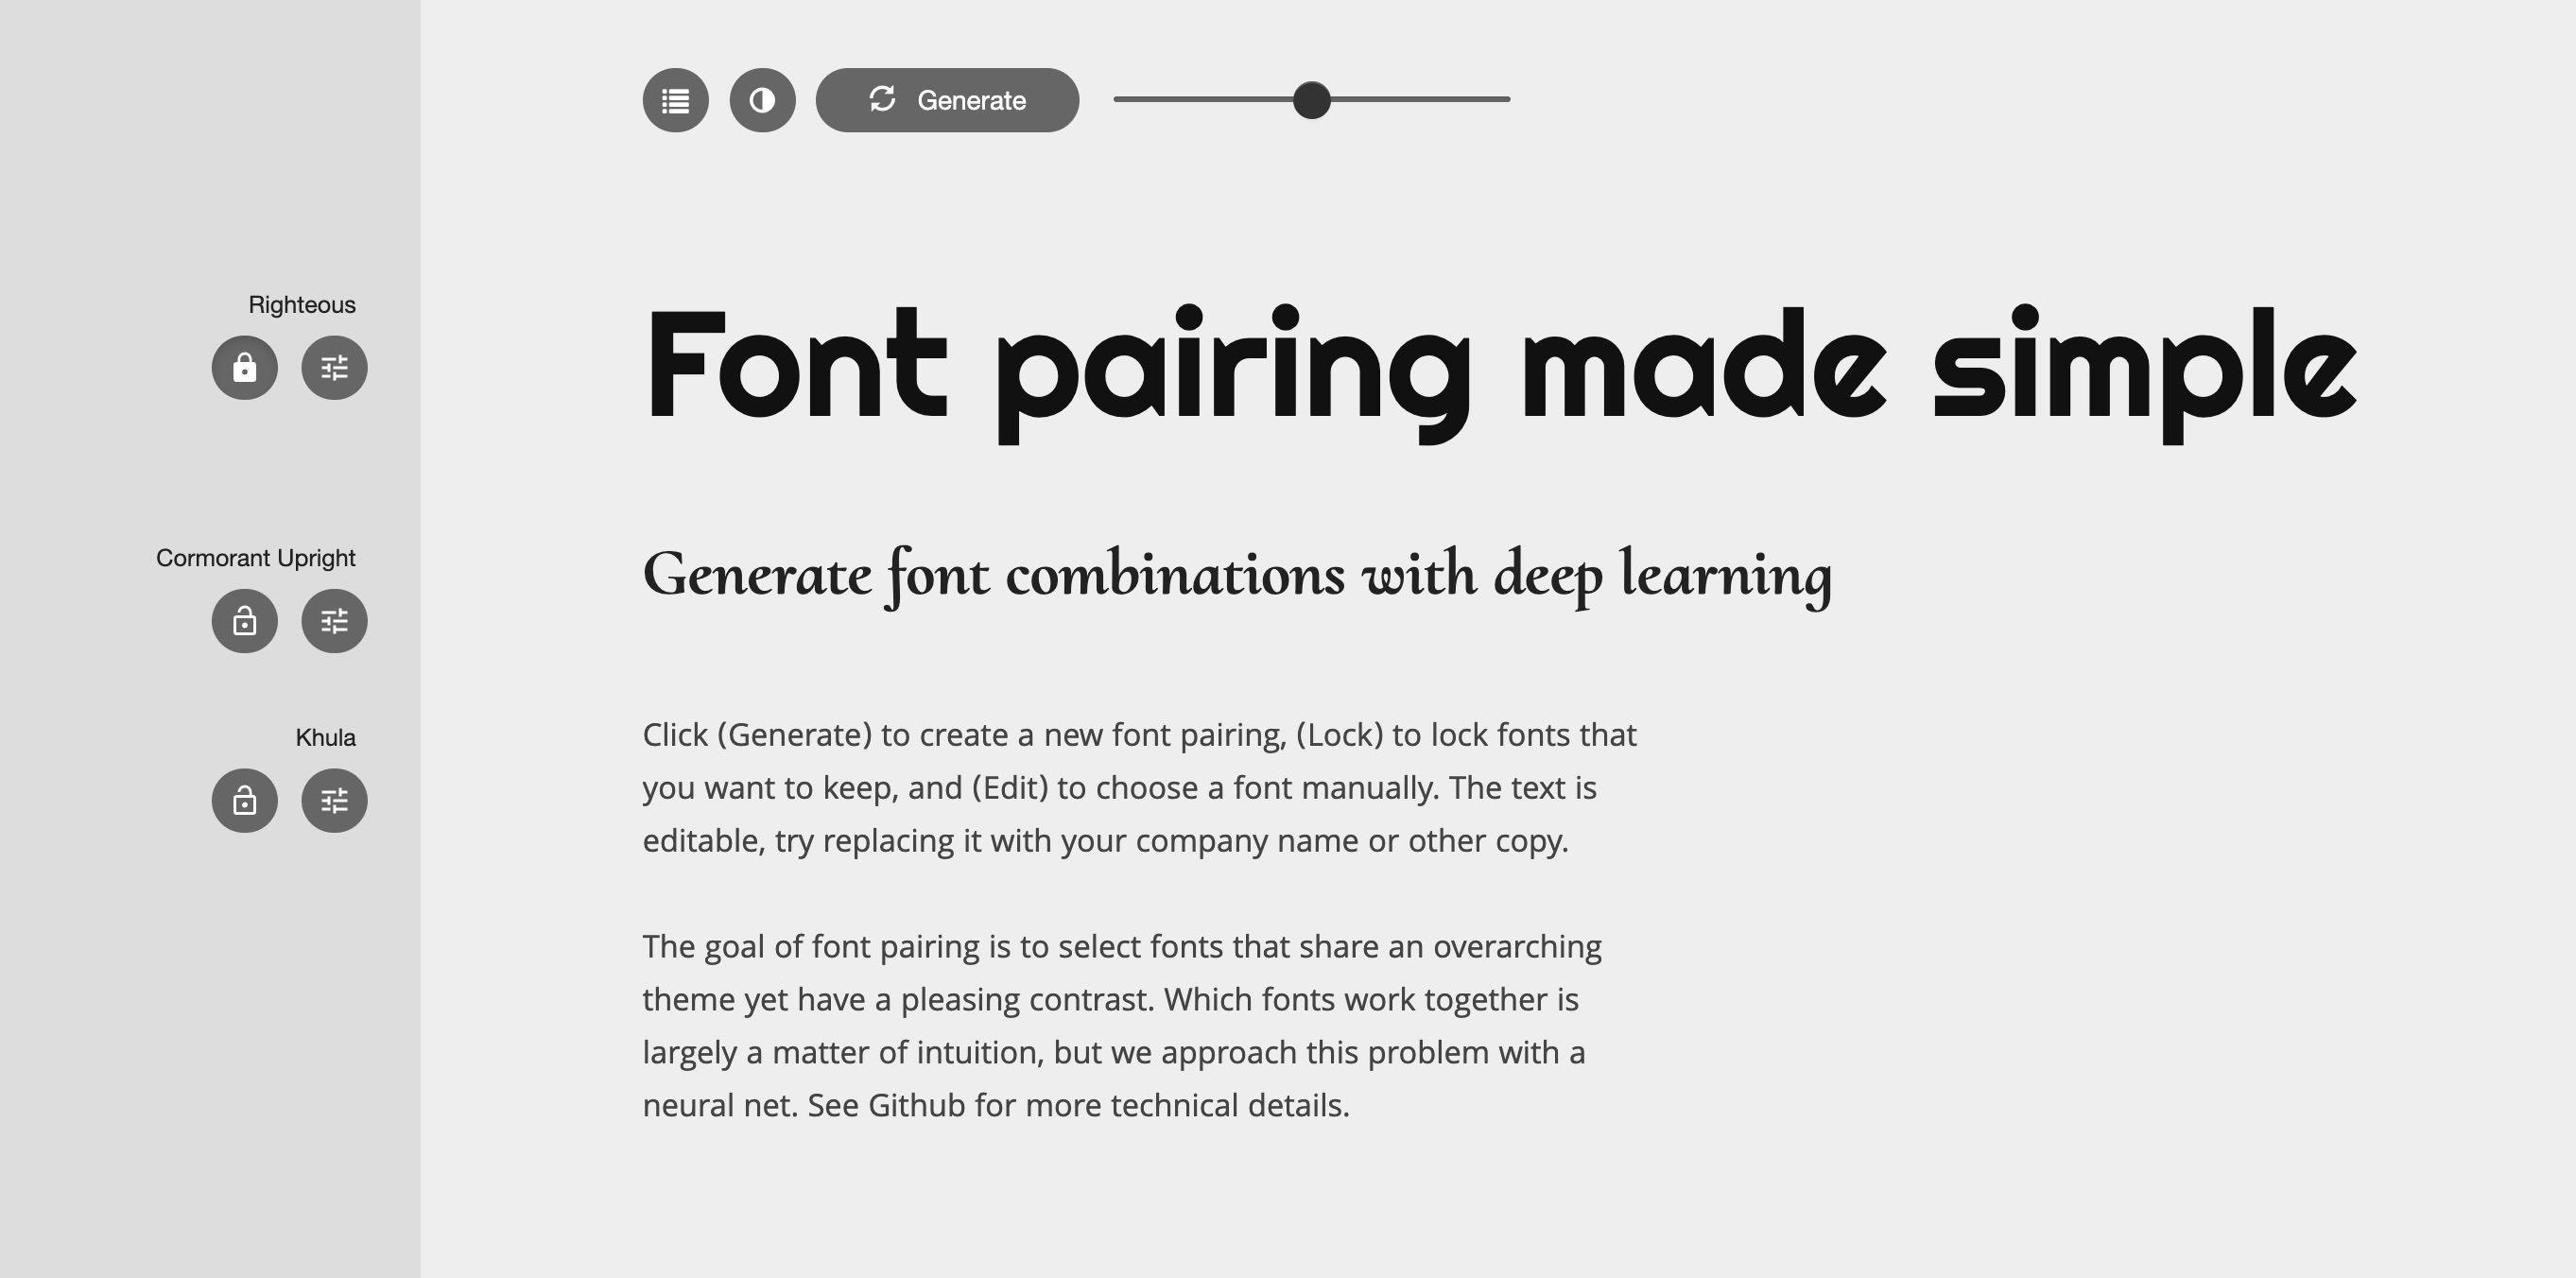 Generate
Righteous
Font pairing made simple
Cormorant Upright
Generate font combinations with deep learning
Khula
Click (Generate) to create a new font pairing, (Lock) to lock fonts that
you want to keep, and (Edit) to choose a font manually. The text is
editable, try replacing it with your company name or other copy.
The goal of font pairing is to select fonts that share an overarching
theme yet have a pleasing contrast. Which fonts work together is
largely a matter of intuition, but we approach this problem with a
neural net. See Github for more technical details.